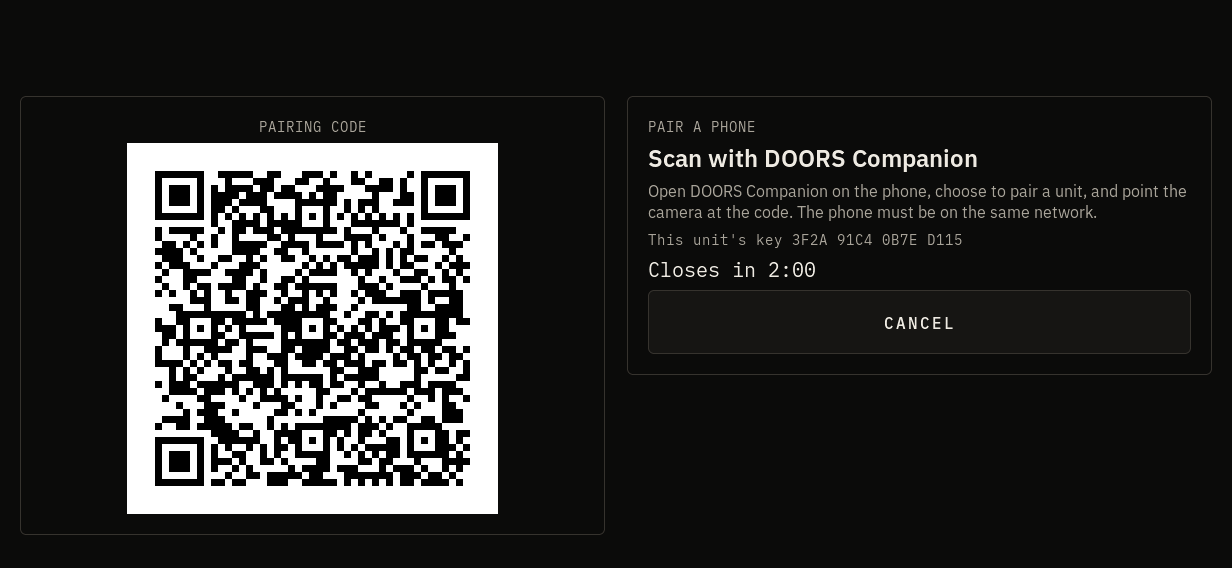 PAIRING CODE
PAIR A PHONE
Scan with DOORS Companion
Open DOORS Companion on the phone, choose to pair a unit, and point the
camera at the code. The phone must be on the same network.
This unit's key 3F2A 91C4 0B7E D115
Closes in 2:00
CANCEL